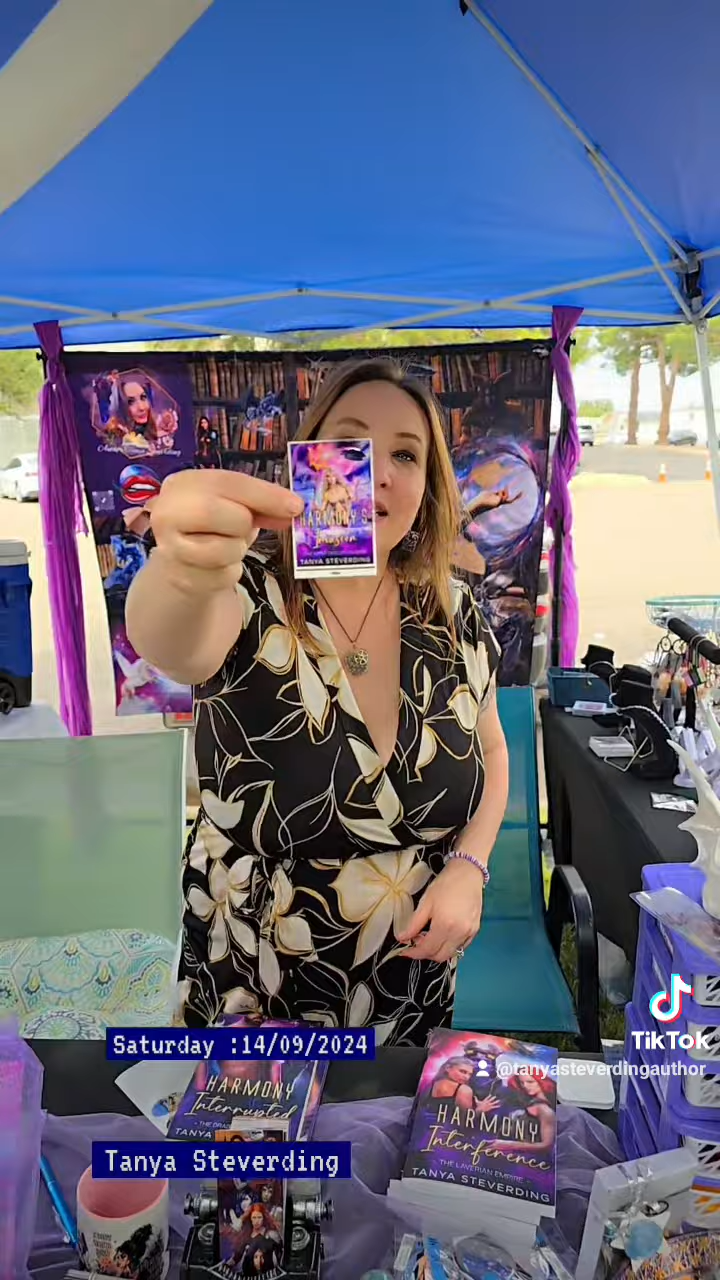 HARMONY'S
TANYA STEVERDING
TikTok
@tanyasteverdingauthor
Saturday :14/09/2024
HARMONY
Interrupted
HARMONY
Interference
THE LAVERIAN EMPIRE
TANYA STEVERDING
Tanya Steverding